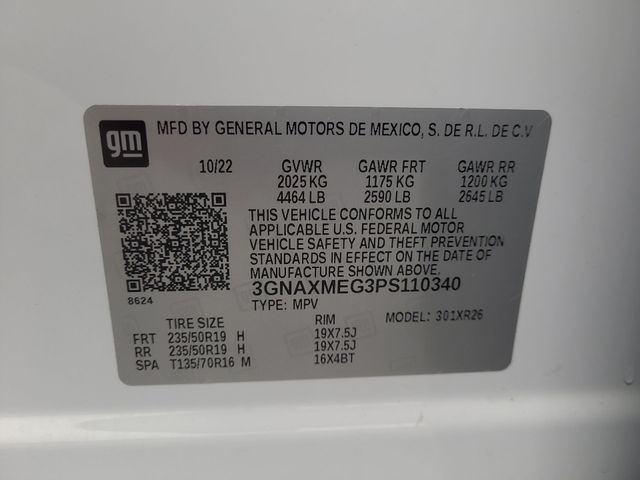 gm
MFD BY GENERAL MOTORS DE MEXICO, S. DE R.L. DE C.V
10/22 GVWR GAWR FRT GAWR RR
2025 KG 1175 KG 1200 KG
4464 LB 2590 LB 2645 LB
THIS VEHICLE CONFORMS TO ALL
APPLICABLE U.S. FEDERAL MOTOR
VEHICLE SAFETY AND THEFT PREVENTION
STANDARDS IN EFFECT ON THE DATE OF
MANUFACTURE SHOWN ABOVE.
3GNAXMEG3PS110340
8624
TYPE: MPV MODEL: 301XR26
TIRE SIZE RIM
FRT 235/50R19 H 19X7.5J
RR 235/50R19 H 19X7.5J
SPA T135/70R16 M 16X4BT